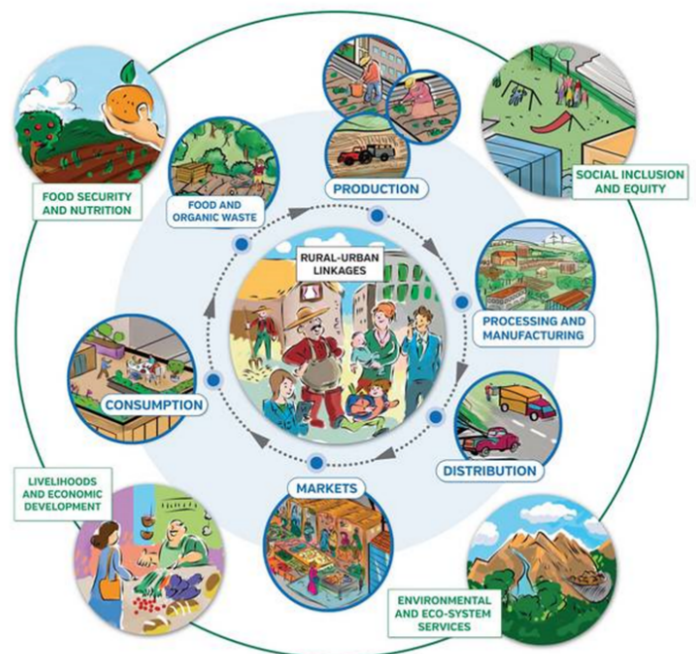 FOOD SECURITY
AND NUTRITION
FOOD AND
ORGANIC WASTE
PRODUCTION
SOCIAL INCLUSION
AND EQUITY
RURAL-URBAN
LINKAGES
PROCESSING AND
MANUFACTURING
CONSUMPTION
DISTRIBUTION
MARKETS
LIVELIHOODS
AND ECONOMIC
DEVELOPMENT
ENVIRONMENTAL
AND ECO-SYSTEM
SERVICES